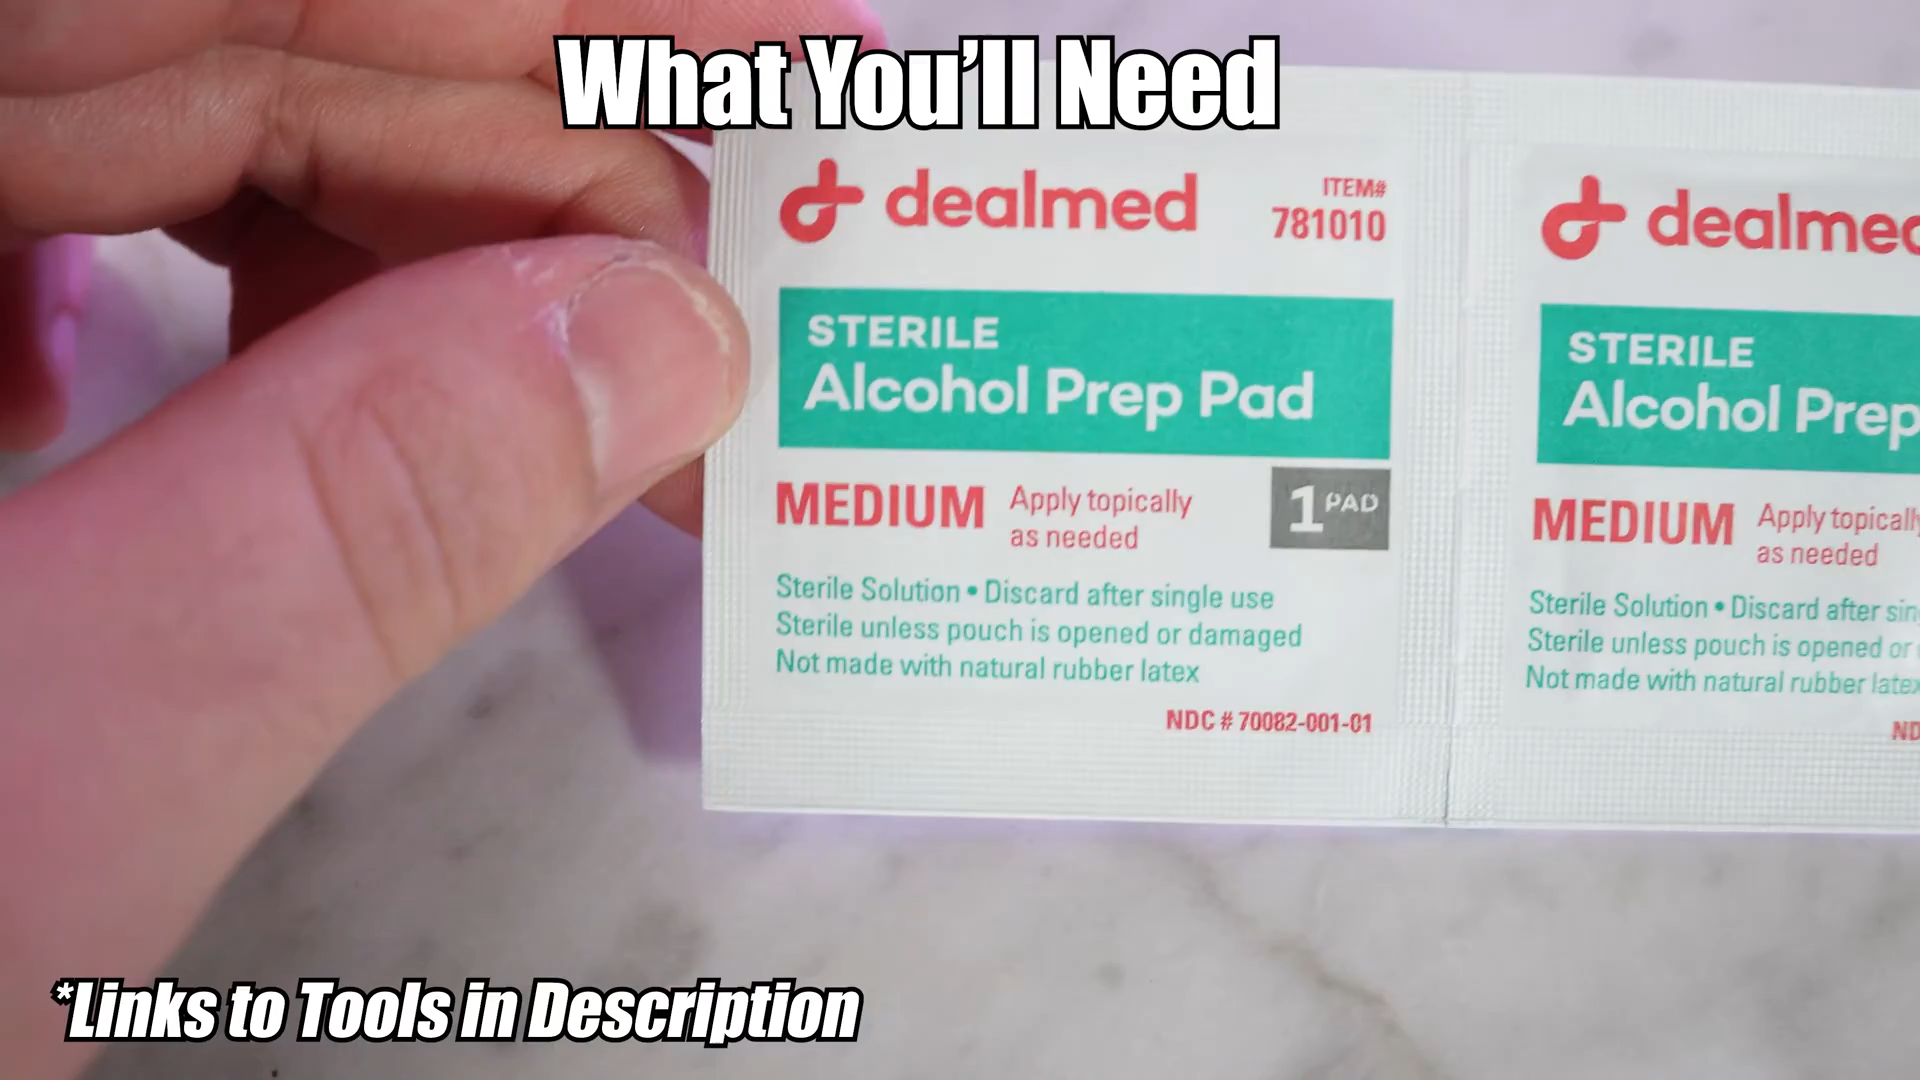 What You'll Need
dealmed
ITEM#
781010
STERILE
Alcohol Prep Pad
MEDIUM
Apply topically
as needed
1 PAD
Sterile Solution • Discard after single use
Sterile unless pouch is opened or damaged
Not made with natural rubber latex
NDC # 70082-001-01
dealmed
STERILE
Alcohol Prep
MEDIUM
Apply topically
as needed
Sterile Solution • Discard after
Sterile unless pouch is opened or
Not made with natural rubber latex
*Links to Tools in Description